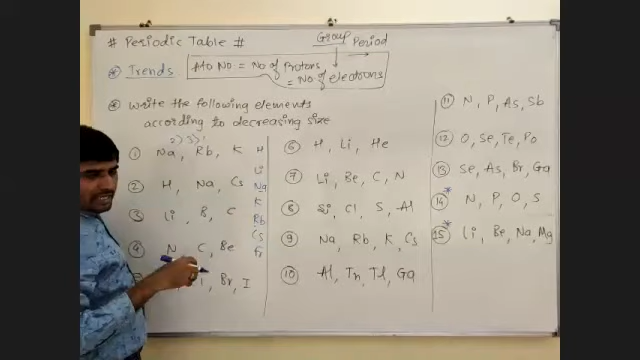 # Periodic Table #
Group
Period
* Trends
Ato No = No of Protons
= No of electrons
* Write the following elements
according to decreasing size
① Na, Rb, K
② H, Na, Cs
③ Li, B, C
④ N, C, Be
Br, I
H
Li
Na
K
Rb
Cs
Fr
⑥ H, Li, He
⑦ Li, Be, C, N
⑧ Si, Cl, S, Al
⑨ Na, Rb, K, Cs
⑩ Al, In, Tl, Ga
⑪ N, P, As, Sb
⑫ O, Se, Te, Po
⑬ Se, As, Br, Ga
⑭* N, P, O, S
⑮* Li, Be, Na, Mg